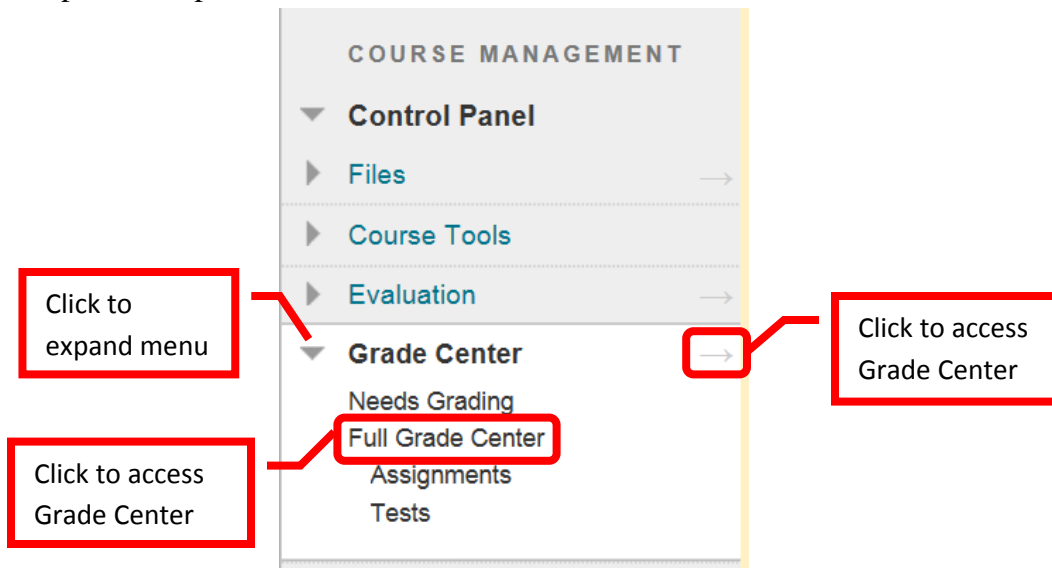 COURSE MANAGEMENT
Control Panel
Files
Course Tools
Evaluation
Click to
expand menu
Grade Center
Click to access
Grade Center
Needs Grading
Full Grade Center
Assignments
Tests
Click to access
Grade Center